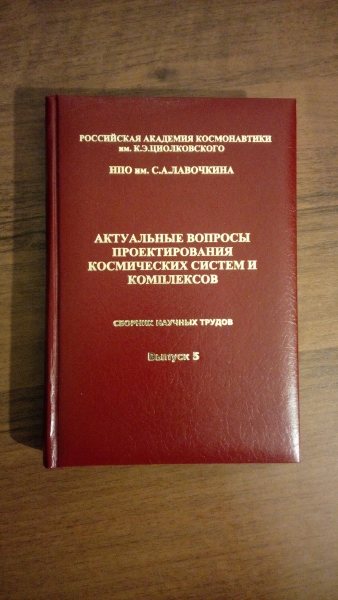 РОССИЙСКАЯ АКАДЕМИЯ КОСМОНАВТИКИ
им. К.Э.ЦИОЛКОВСКОГО
НПО им. С.А.ЛАВОЧКИНА
АКТУАЛЬНЫЕ ВОПРОСЫ
ПРОЕКТИРОВАНИЯ
КОСМИЧЕСКИХ СИСТЕМ И
КОМПЛЕКСОВ
СБОРНИК НАУЧНЫХ ТРУДОВ
Выпуск 5